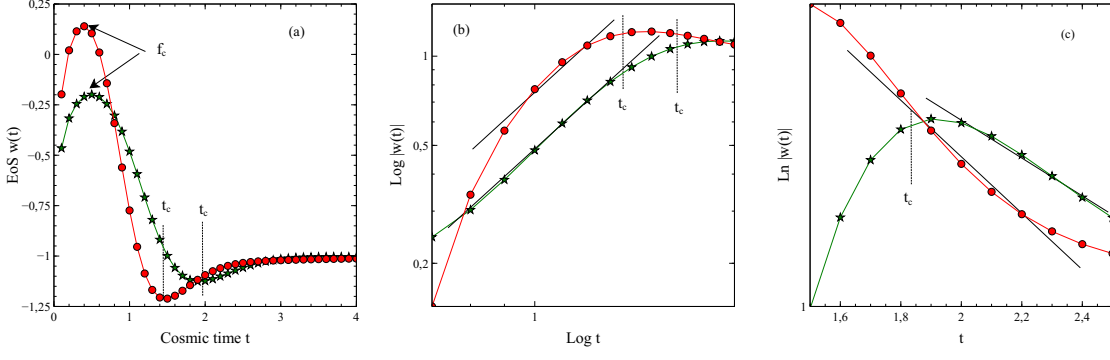 (a)
0,25
0
−0,25
−0,5
−0,75
−1
−1,25
EoS w(t)
f_c
t_c
t_c
0
1
2
3
4
Cosmic time t
(b)
1
0,5
0,2
Log |w(t)|
t_c
t_c
1
Log t
(c)
Ln |w(t)|
t_c
1
1,6
1,8
2
2,2
2,4
t